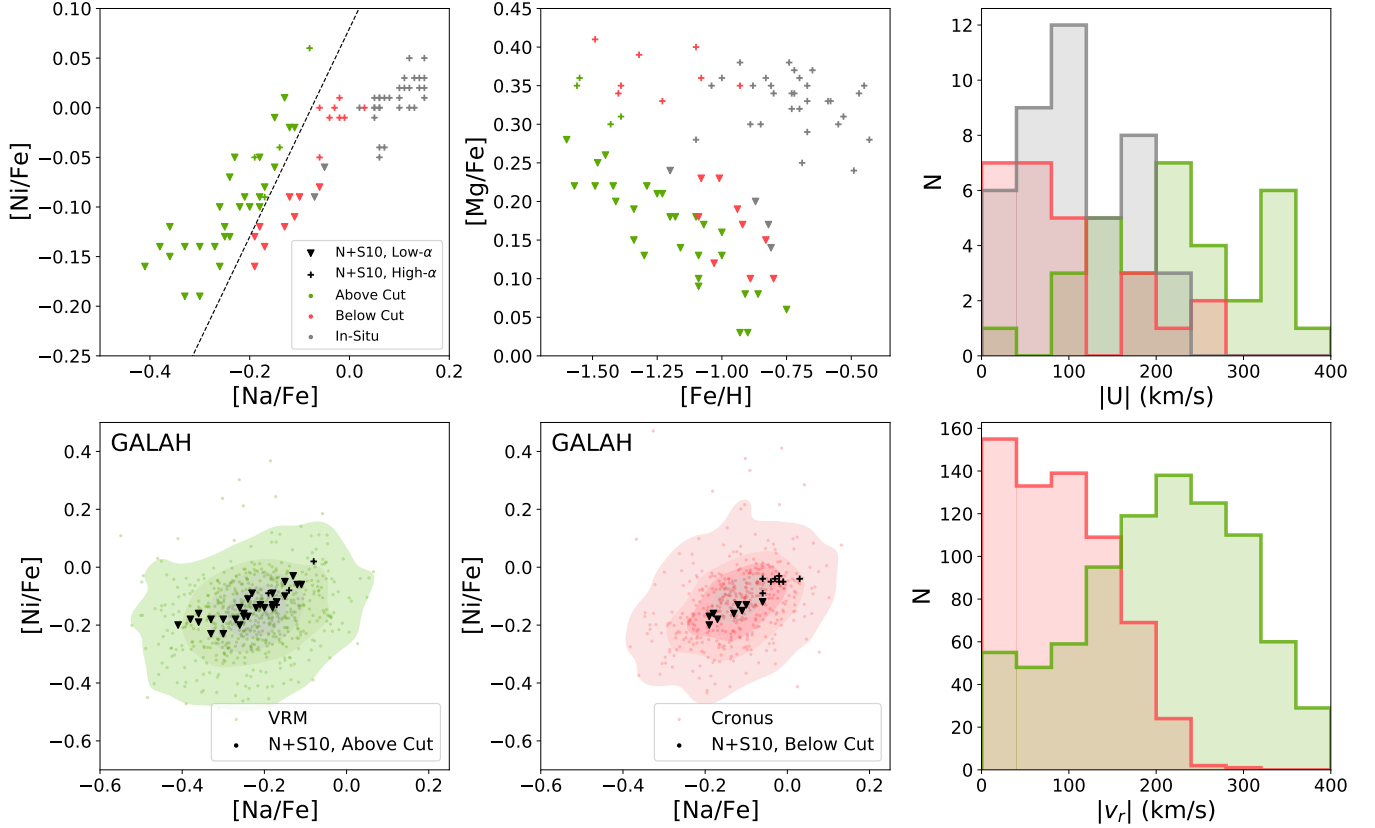 0.10
0.05
0.00
−0.05
−0.10
−0.15
−0.20
−0.25
[Ni/Fe]
N+S10, Low-α
N+S10, High-α
Above Cut
Below Cut
In-Situ
−0.4 −0.2 0.0 0.2
[Na/Fe]
0.40
0.35
0.30
0.25
0.20
0.15
0.10
0.05
0.00
[Mg/Fe]
−1.50 −1.25 −1.00 −0.75 −0.50
[Fe/H]
12
10
8
6
4
2
0
N
0 100 200 300 400
|U| (km/s)
GALAH
0.4
0.2
0.0
−0.2
−0.4
−0.6
[Ni/Fe]
VRM
N+S10, Above Cut
−0.6 −0.4 −0.2 0.0 0.2
[Na/Fe]
GALAH
0.4
0.2
0.0
−0.2
−0.4
−0.6
[Ni/Fe]
Cronus
N+S10, Below Cut
−0.6 −0.4 −0.2 0.0 0.2
[Na/Fe]
160
140
120
100
80
60
40
20
0
N
0 100 200 300 400
|v_r| (km/s)